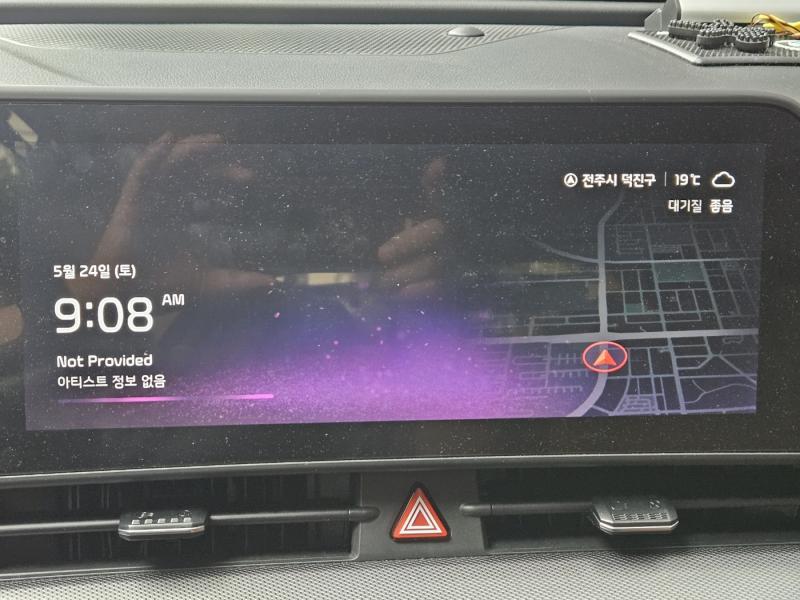 전주시 덕진구 19℃
대기질 좋음
5월 24일 (토)
9:08 AM
Not Provided
아티스트 정보 없음